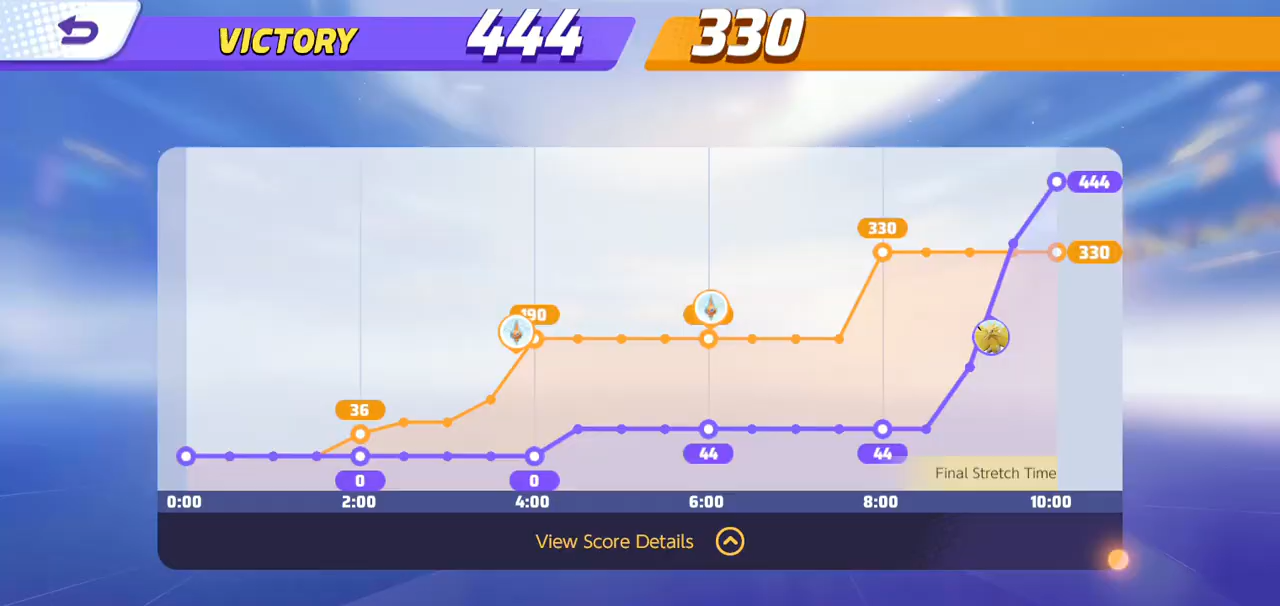 VICTORY 444 330
444
330
330
190
36
0
0
44
44
Final Stretch Time
0:00 2:00 4:00 6:00 8:00 10:00
View Score Details